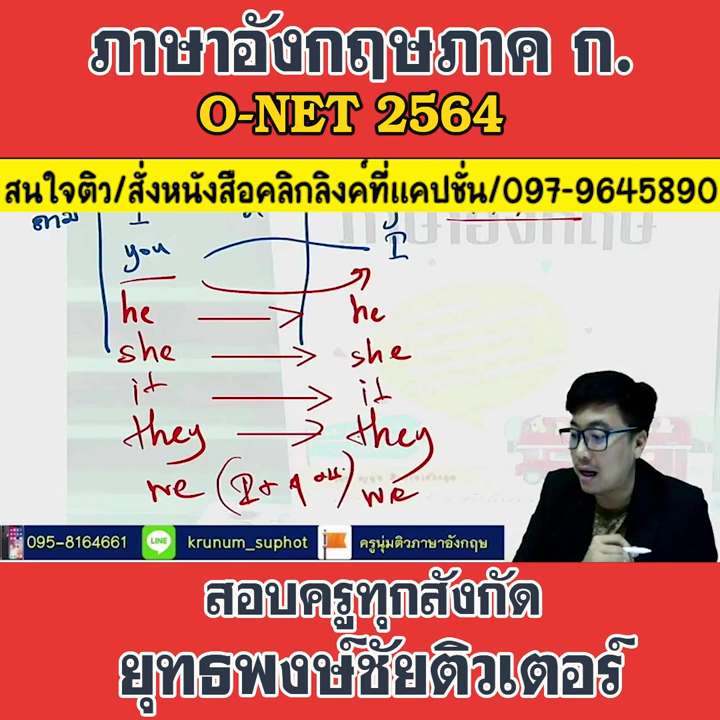 ภาษาอังกฤษภาค ก.
O-NET 2564
สนใจติว/สั่งหนังสือคลิกลิงค์ที่แคปชั่น/097-9645890
ถาม I
you I
he he
she she
it it
they they
we we
095-8164661 LINE krunum_suphot ครูนุ่มติวภาษาอังกฤษ
สอบครูทุกสังกัด
ยุทธพงษ์ชัยติวเตอร์